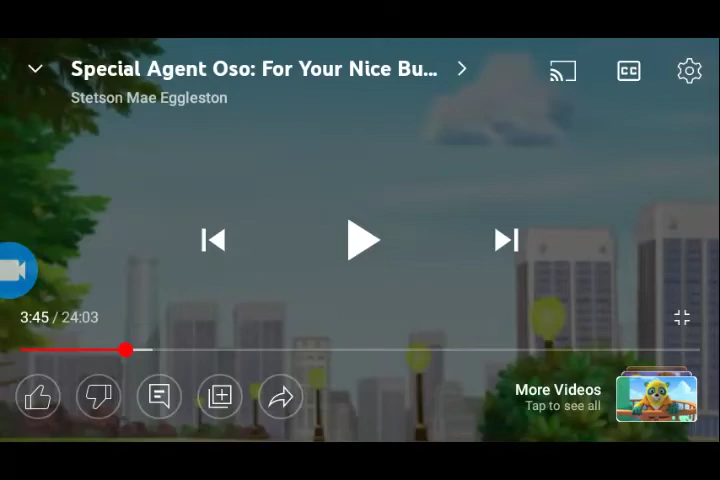 Special Agent Oso: For Your Nice Bu...
Stetson Mae Eggleston
CC
3:45 / 24:03
More Videos
Tap to see all